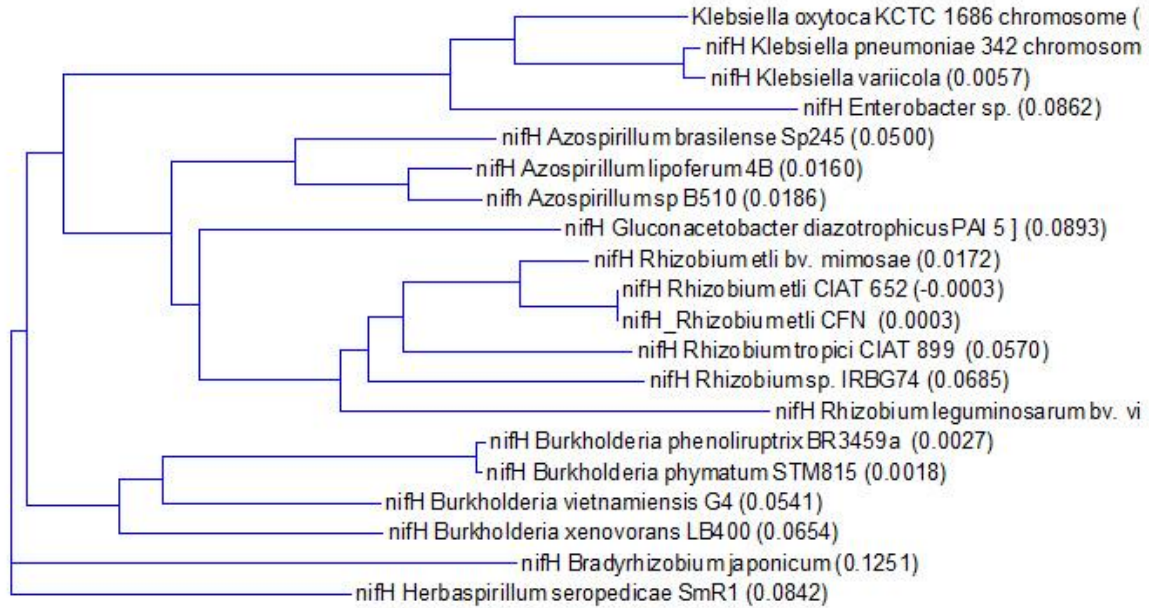 Klebsiella oxytoca KCTC 1686 chromosome (
nifH Klebsiella pneumoniae 342 chromosom
nifH Klebsiella variicola (0.0057)
nifH Enterobacter sp. (0.0862)
nifH Azospirillum brasilense Sp245 (0.0500)
nifH Azospirillum lipoferum 4B (0.0160)
nifh Azospirillum sp B510 (0.0186)
nifH Gluconacetobacter diazotrophicus PAl 5 ] (0.0893)
nifH Rhizobium etli bv. mimosae (0.0172)
nifH Rhizobium etli CIAT 652 (-0.0003)
nifH_Rhizobium etli CFN (0.0003)
nifH Rhizobium tropici CIAT 899 (0.0570)
nifH Rhizobium sp. IRBG74 (0.0685)
nifH Rhizobium leguminosarum bv. vi
nifH Burkholderia phenoliruptrix BR3459a (0.0027)
nifH Burkholderia phymatum STM815 (0.0018)
nifH Burkholderia vietnamiensis G4 (0.0541)
nifH Burkholderia xenovorans LB400 (0.0654)
nifH Bradyrhizobium japonicum (0.1251)
nifH Herbaspirillum seropedicae SmR1 (0.0842)